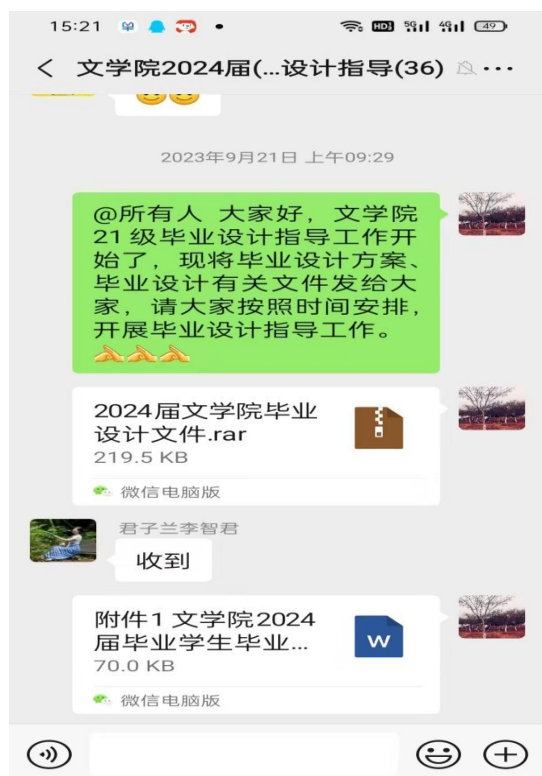 15:21 HD 5G 4G 49
文学院2024届(...设计指导(36)
2023年9月21日 上午09:29
@所有人 大家好，文学院
21 级毕业设计指导工作开
始了，现将毕业设计方案、
毕业设计有关文件发给大
家，请大家按照时间安排，
开展毕业设计指导工作。
2024届文学院毕业
设计文件.rar
219.5 KB
微信电脑版
君子兰李智君
收到
附件1 文学院2024
届毕业学生毕业...
W
70.0 KB
微信电脑版